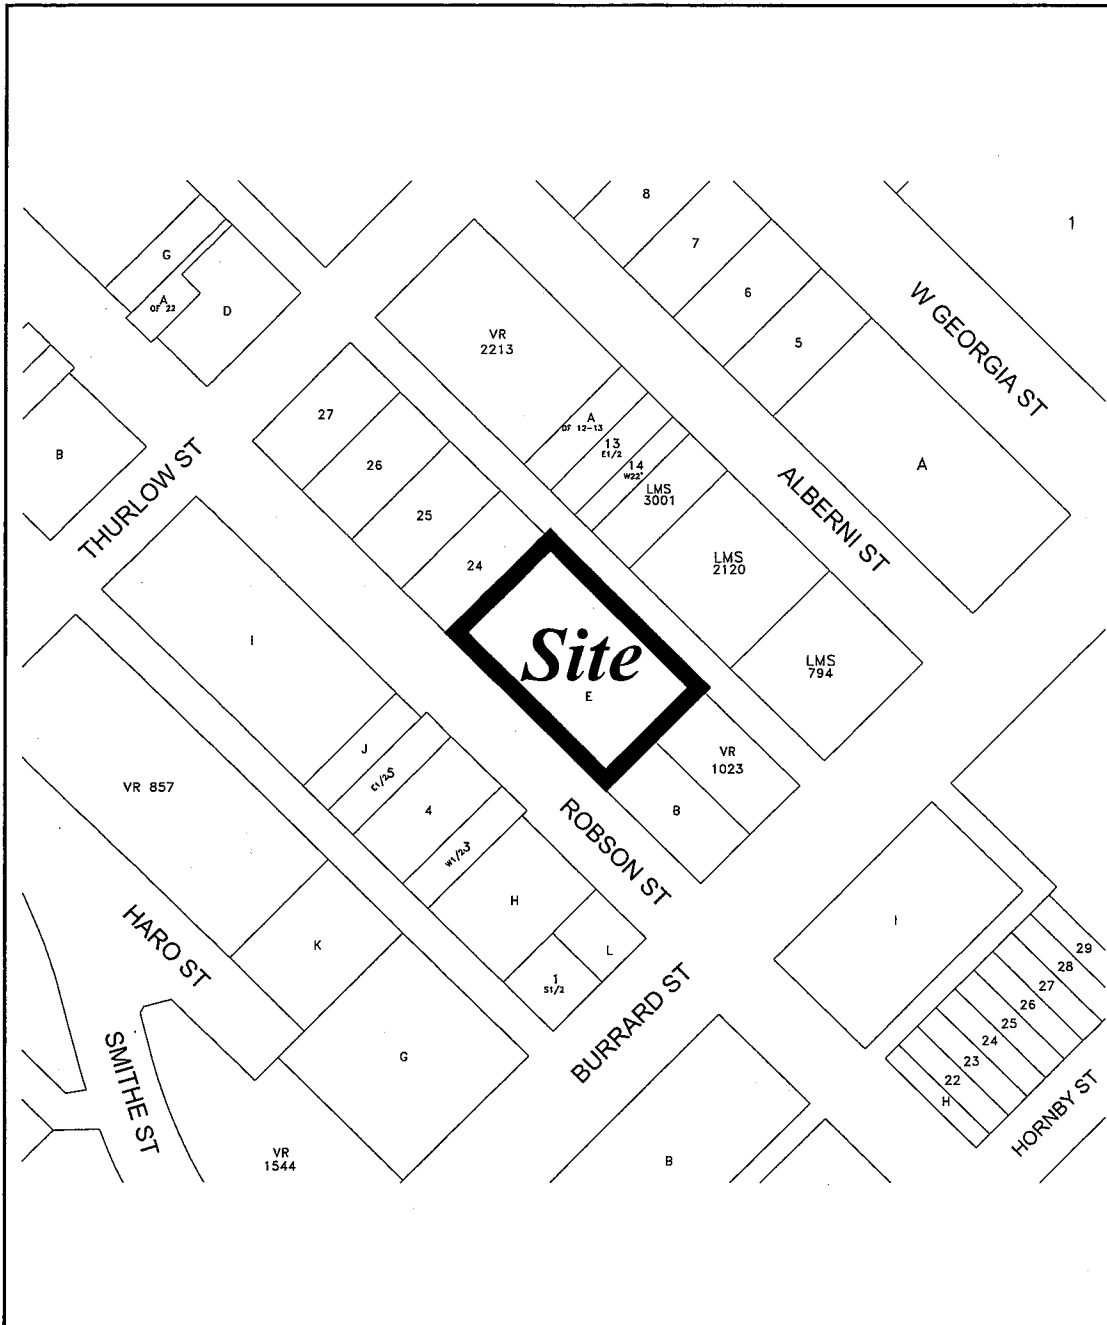 8
1
7
G
6
A
OF 22
D
W GEORGIA ST
VR
2213
5
27
A
OF 12-13
13
E1/2
14
W22'
B
26
A
THURLOW ST
LMS
3001
ALBERNI ST
25
24
LMS
2120
Site
E
I
LMS
794
J
E1/2 5
VR
1023
VR 857
4
B
ROBSON ST
W1/2 3
H
HARO ST
K
I
L
29
28
1
S1/2
27
26
BURRARD ST
25
24
SMITHE ST
G
23
22
H
HORNBY ST
VR
1544
B